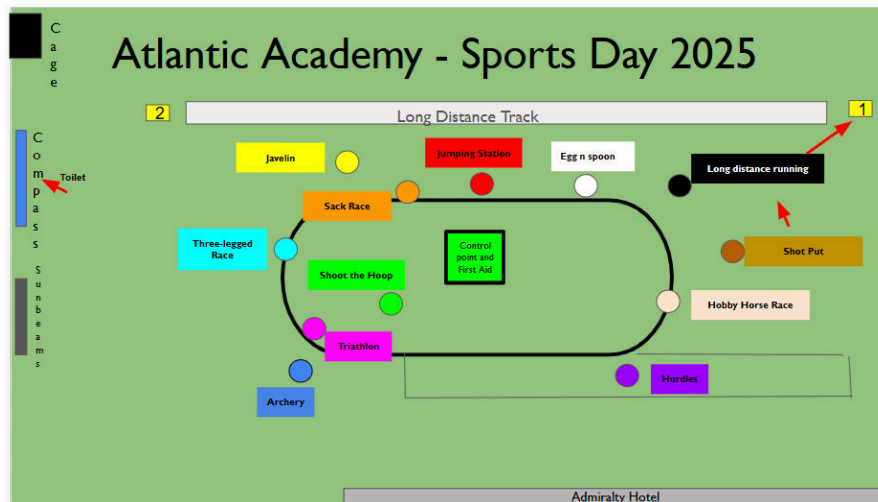 Cage
Atlantic Academy - Sports Day 2025
2
Long Distance Track
1
Compass
Toilet
Javelin
Jumping Station
Egg n spoon
Long distance running
Sack Race
Three-legged
Race
Control
point and
First Aid
Shot Put
Shoot the Hoop
Sunbeams
Hobby Horse Race
Triathlon
Hurdles
Archery
Admiralty Hotel